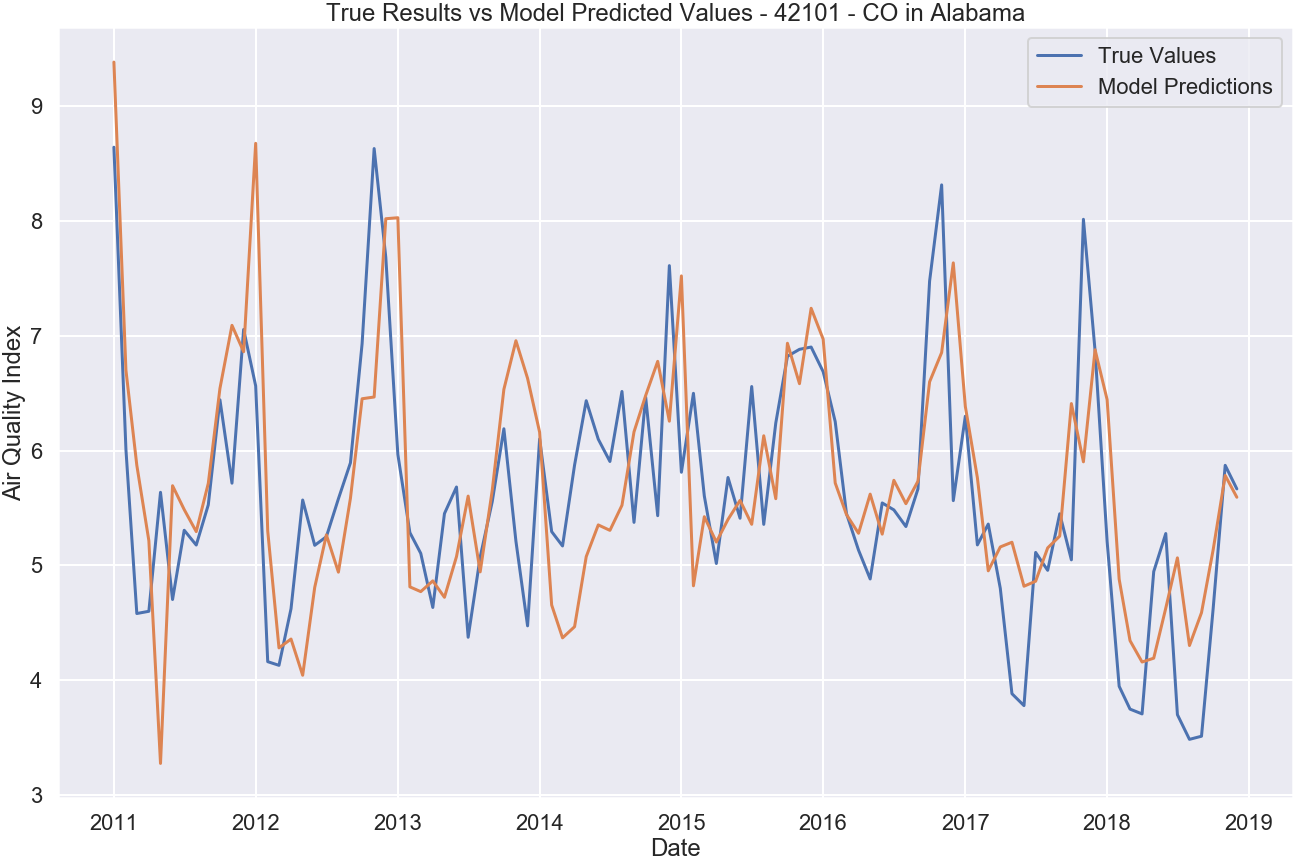 True Results vs Model Predicted Values - 42101 - CO in Alabama
True Values
Model Predictions
Air Quality Index
9
8
7
6
5
4
3
2011 2012 2013 2014 2015 2016 2017 2018 2019
Date